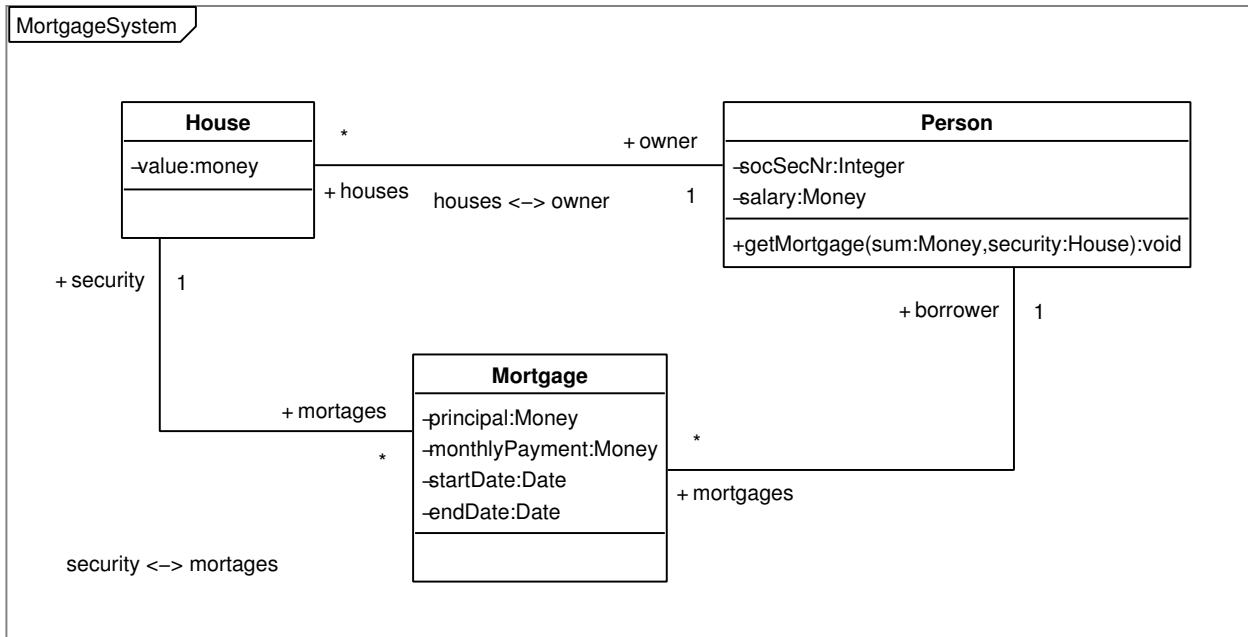 MortgageSystem
House
-value:money
*
+ houses
+ owner
1
houses <-> owner
Person
-socSecNr:Integer
-salary:Money
+getMortgage(sum:Money,security:House):void
+ security
1
+ borrower
1
Mortgage
-principal:Money
-monthlyPayment:Money
-startDate:Date
-endDate:Date
+ mortages
*
*
+ mortgages
security <-> mortages